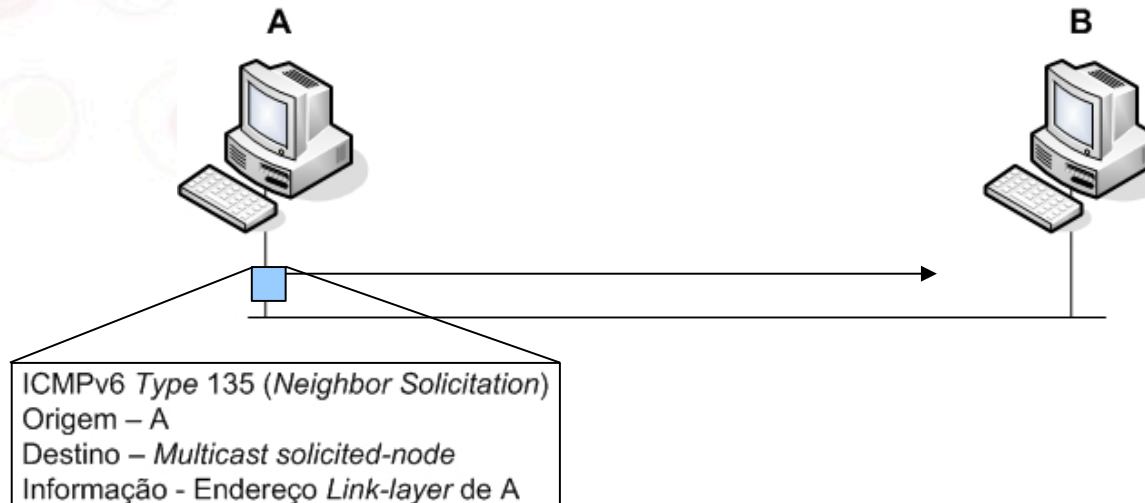 A
B
ICMPv6 Type 135 (Neighbor Solicitation)
Origem – A
Destino – Multicast solicited-node
Informação - Endereço Link-layer de A